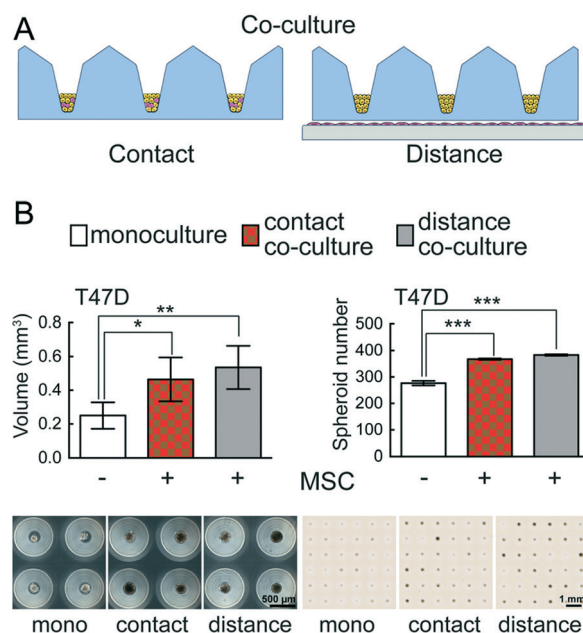 A
Co-culture
Contact
Distance
B
monoculture
contact
co-culture
distance
co-culture
T47D
**
*
Volume (mm³)
0.8
0.6
0.4
0.2
0.0
- + +
T47D
***
***
Spheroid number
500
400
300
200
100
0
- + +
MSC
500 µm
mono contact distance
1 mm
mono contact distance